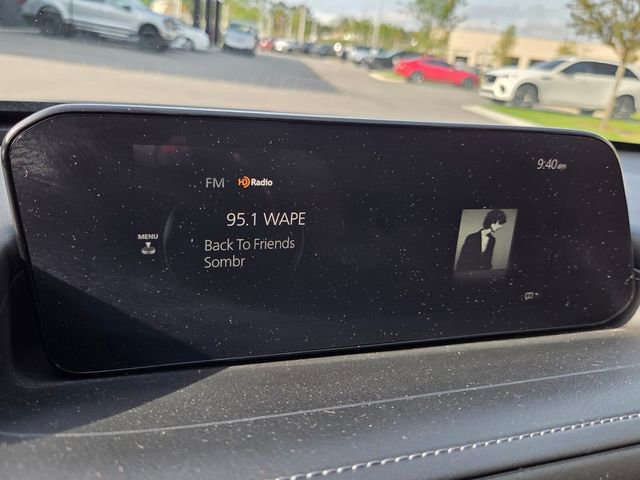 9:40am
FM HD Radio
95.1 WAPE
MENU
Back To Friends
Sombr